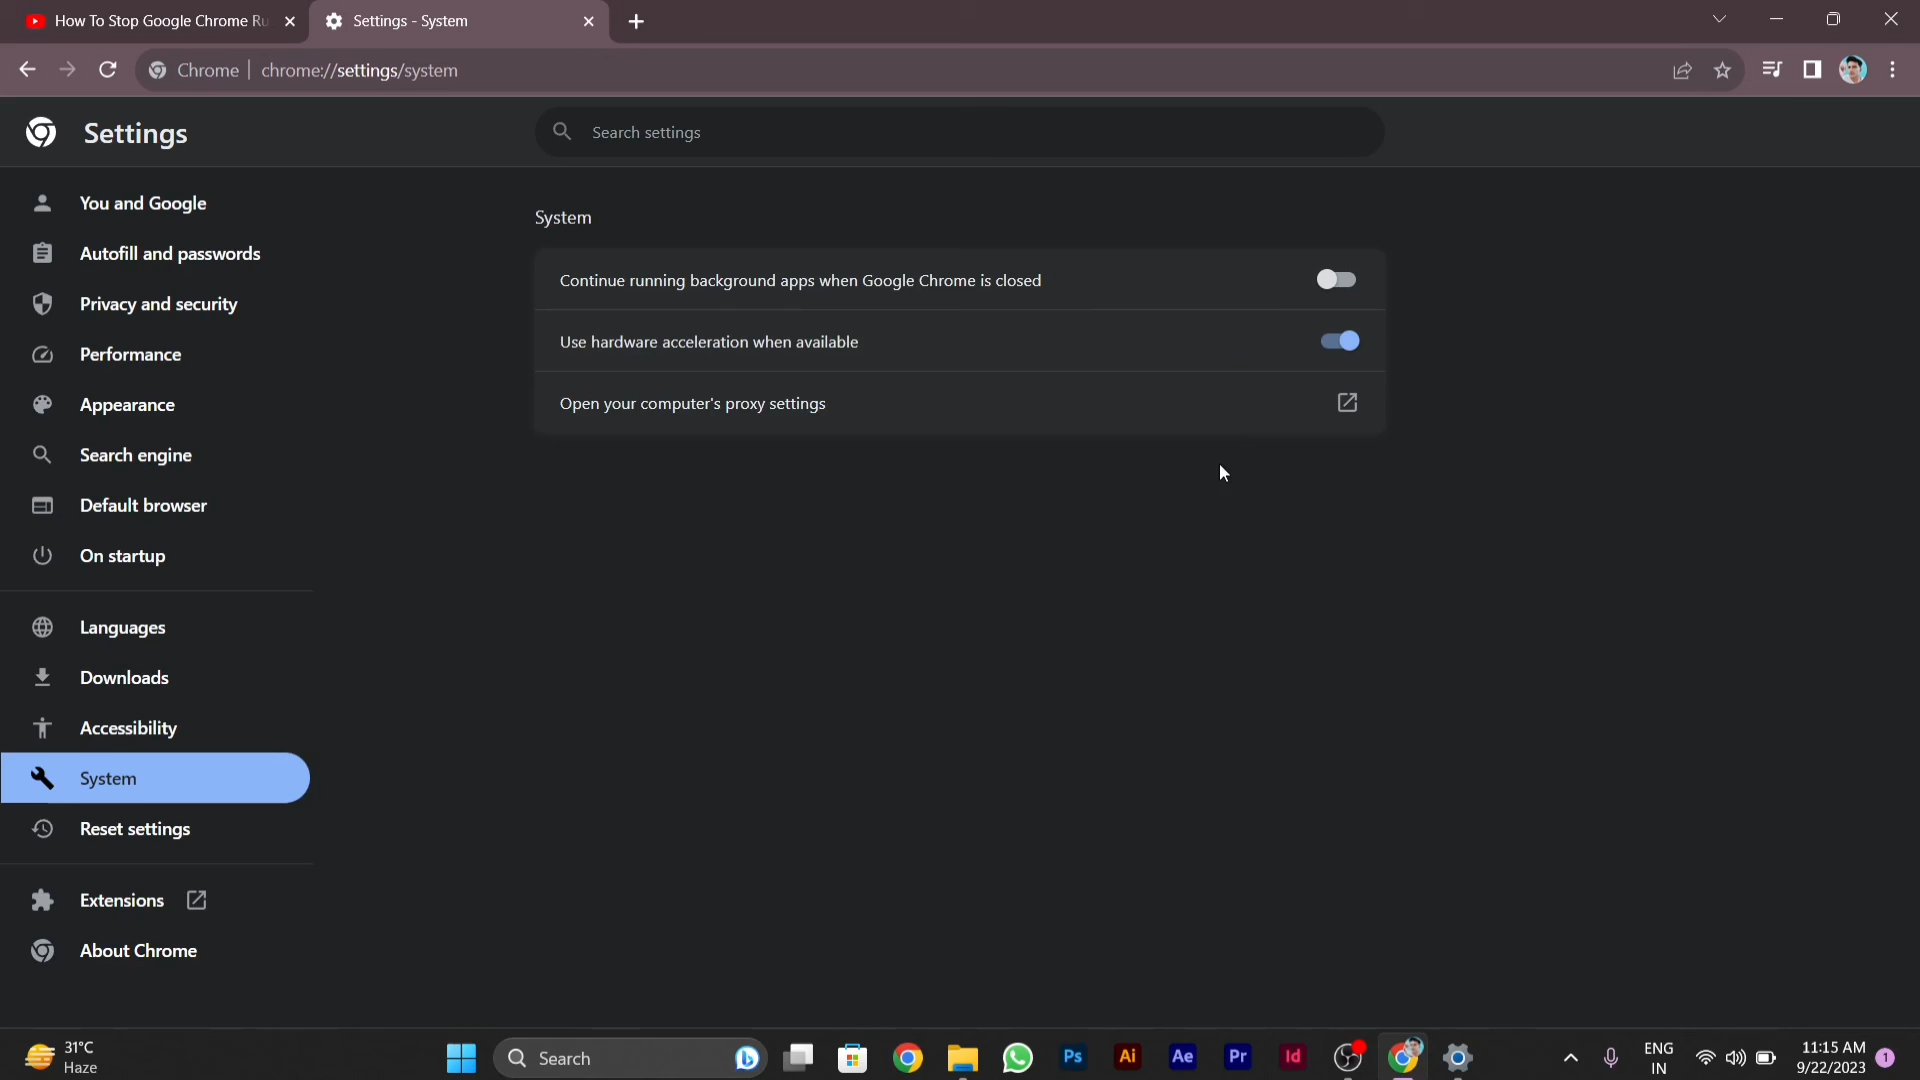 How To Stop Google Chrome Ru
Settings - System
Chrome
chrome://settings/system
Settings
Search settings
You and Google
Autofill and passwords
Privacy and security
Performance
Appearance
Search engine
Default browser
On startup
Languages
Downloads
Accessibility
System
Reset settings
Extensions
About Chrome
System
Continue running background apps when Google Chrome is closed
Use hardware acceleration when available
Open your computer's proxy settings
31°C
Haze
Search
Ps
Ai
Ae
Pr
Id
ENG
IN
11:15 AM
9/22/2023
1